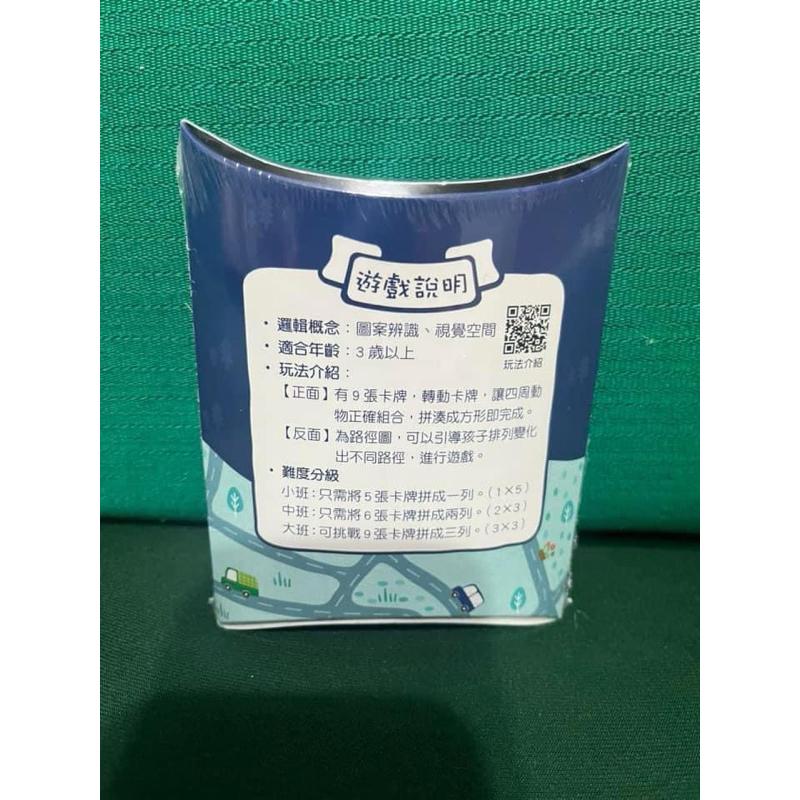 遊戲說明
・邏輯概念：圖案辨識、視覺空間
・適合年齡：3歲以上
・玩法介紹：
玩法介紹
【正面】有9張卡牌，轉動卡牌，讓四周動
物正確組合，拼湊成方形即完成。
【反面】為路徑圖，可以引導孩子排列變化
出不同路徑，進行遊戲。
・難度分級
小班：只需將5張卡牌拼成一列。(1×5)
中班：只需將6張卡牌拼成兩列。(2×3)
大班：可挑戰9張卡牌拼成三列。(3×3)